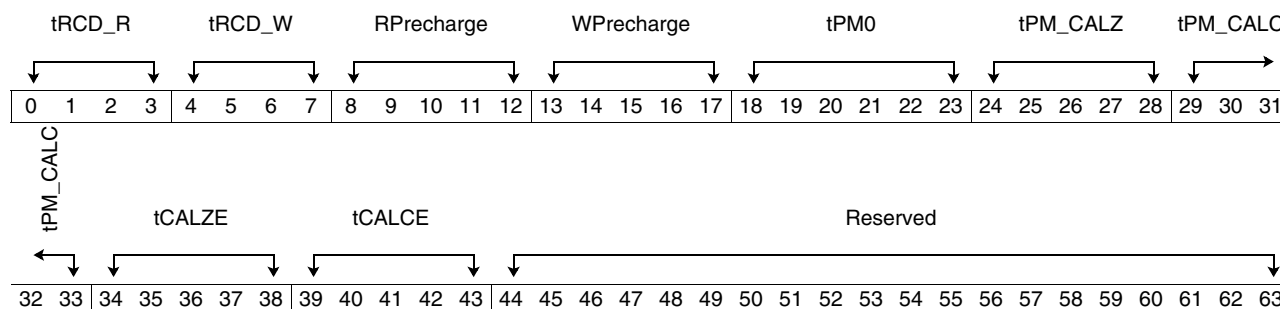 tRCD_R tRCD_W RPrecharge WPrecharge tPM0 tPM_CALZ tPM_CALC
0 1 2 3 4 5 6 7 8 9 10 11 12 13 14 15 16 17 18 19 20 21 22 23 24 25 26 27 28 29 30 31
tPM_CALC
tCALZE tCALCE Reserved
32 33 34 35 36 37 38 39 40 41 42 43 44 45 46 47 48 49 50 51 52 53 54 55 56 57 58 59 60 61 62 63